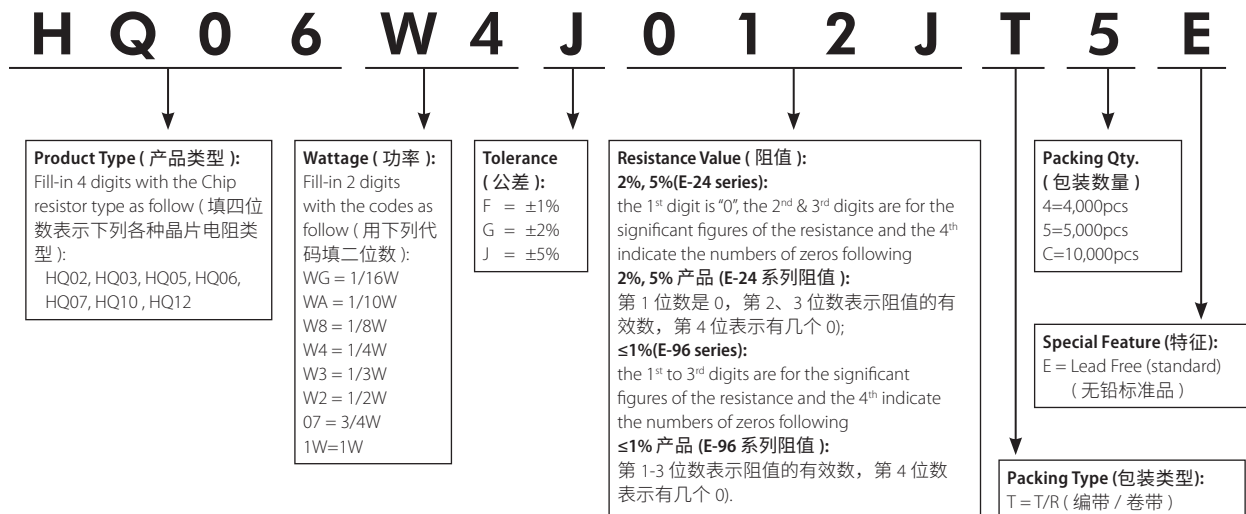 H Q 0 6 W 4 J 0 1 2 J T 5 E
Product Type ( 产品类型 ):
Fill-in 4 digits with the Chip
resistor type as follow ( 填四位
数表示下列各种晶片电阻类
型 ):
HQ02, HQ03, HQ05, HQ06,
HQ07, HQ10 , HQ12
Wattage ( 功率 ):
Fill-in 2 digits
with the codes as
follow ( 用下列代
码填二位数 ):
WG = 1/16W
WA = 1/10W
W8 = 1/8W
W4 = 1/4W
W3 = 1/3W
W2 = 1/2W
07 = 3/4W
1W=1W
Tolerance
( 公差 ):
F = ±1%
G = ±2%
J = ±5%
Resistance Value ( 阻值 ):
2%, 5%(E-24 series):
the 1st digit is “0”, the 2nd & 3rd digits are for the
significant figures of the resistance and the 4th
indicate the numbers of zeros following
2%, 5% 产品 (E-24 系列阻值 ):
第 1 位数是 0，第 2、3 位数表示阻值的有
效数，第 4 位表示有几个 0);
≤1%(E-96 series):
the 1st to 3rd digits are for the significant
figures of the resistance and the 4th indicate
the numbers of zeros following
≤1% 产品 (E-96 系列阻值 ):
第 1-3 位数表示阻值的有效数，第 4 位数
表示有几个 0).
Packing Qty.
( 包装数量 )
4=4,000pcs
5=5,000pcs
C=10,000pcs
Special Feature (特征):
E = Lead Free (standard)
( 无铅标准品 )
Packing Type (包装类型):
T = T/R ( 编带 / 卷带 )